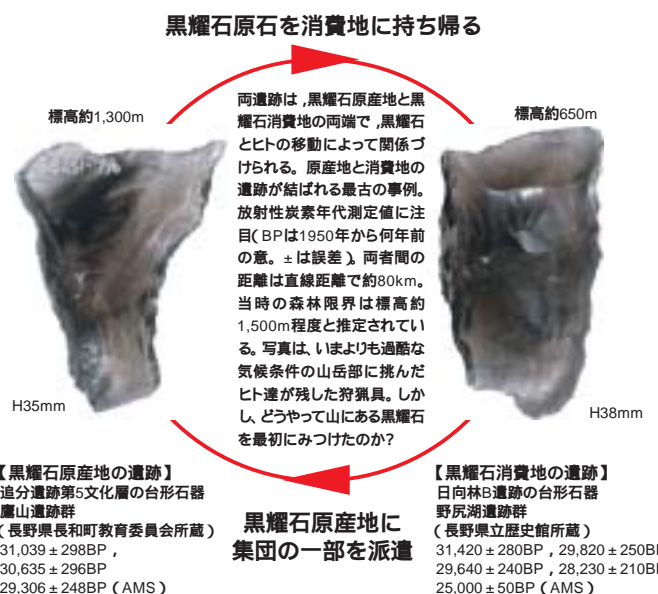 黒耀石原石を消費地に持ち帰る
標高約1,300m
両遺跡は,黒耀石原産地と黒
耀石消費地の両端で,黒耀石
とヒトの移動によって関係づ
けられる。原産地と消費地の
遺跡が結ばれる最古の事例。
放射性炭素年代測定値に注
目(BPは1950年から何年前
の意。±は誤差)。両者間の
距離は直線距離で約80km。
当時の森林限界は標高約
1,500m程度と推定されてい
る。写真は、いまよりも過酷な
気候条件の山岳部に挑んだ
ヒト達が残した狩猟具。しか
し、どうやって山にある黒耀石
を最初にみつけたのか?
標高約650m
H35mm
H38mm
【黒耀石原産地の遺跡】
追分遺跡第5文化層の台形石器
鷹山遺跡群
(長野県長和町教育委員会所蔵)
31,039±298BP,
30,635±296BP
29,306±248BP(AMS)
黒耀石原産地に
集団の一部を派遣
【黒耀石消費地の遺跡】
日向林B遺跡の台形石器
野尻湖遺跡群
(長野県立歴史館所蔵)
31,420±280BP,29,820±250BP
29,640±240BP,28,230±210BP
25,000±50BP(AMS)